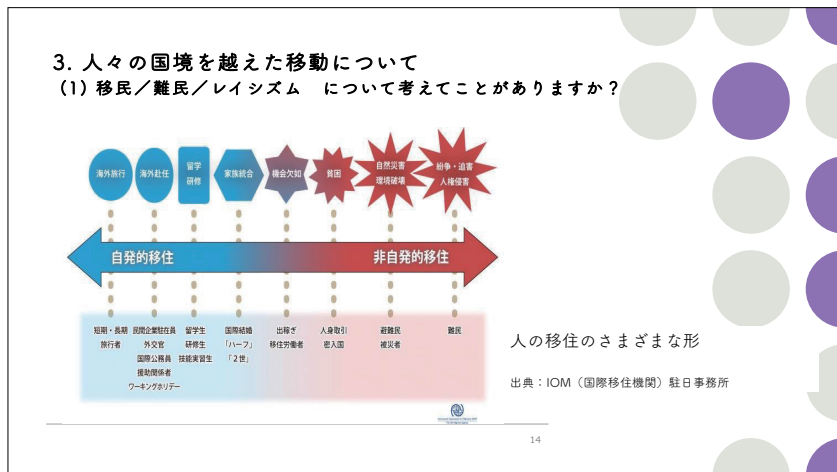 3. 人々の国境を越えた移動について
(1) 移民／難民／レイシズム　について考えてことがありますか？
海外旅行
海外赴任
留学
研修
家族統合
機会欠如
貧困
自然災害
環境破壊
紛争・迫害
人権侵害
自発的移住
非自発的移住
短期・長期
旅行者
民間企業駐在員
外交官
国際公務員
援助関係者
ワーキングホリデー
留学生
研修生
技能実習生
国際結婚
「ハーフ」
「２世」
出稼ぎ
移住労働者
人身取引
密入国
避難民
被災者
難民
人の移住のさまざまな形
出典：IOM（国際移住機関）駐日事務所
14